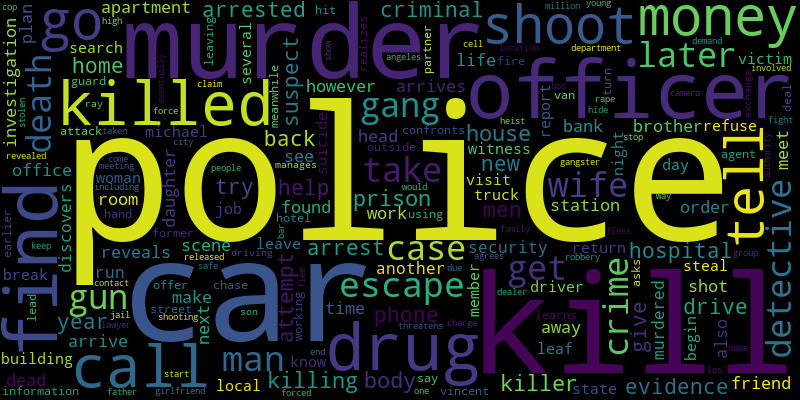 cop high million young
plan apartment leaving arrested hit criminal shoot money
go murder several cell fire department demand
search home suspect partner angeles show location later involved
investigation death guard realizes life officer victim
ray meanwhile however arrives report van rape camera deal
claim force killed gang turn hide exchange
stolen eventually confronts heist stop fight
attack taken michael suicide back head house bank brother refuse
revealed city outside witness tell
office come meeting daughter people see take new night day agent meet
woman including manages visit gangster
discovers room try help prison wife truck station way order
hand job found would work using men
former hotel bar family flees
earlier find reveals scene leave arrest case security hospital return group detective
police
keep break run released driving another due agrees robbery asks steal
contact safe attempt escape get crime shot
lead gun offer chase member dealer driver murdered drive
jail make time phone threatens charge learns give begin also
year lawyer next street son working flee car
shooting drug away
arrive end leaf
building call man know kill los name
start local killing body say killer state evidence friend
dead father girlfriend forced one vincent
information